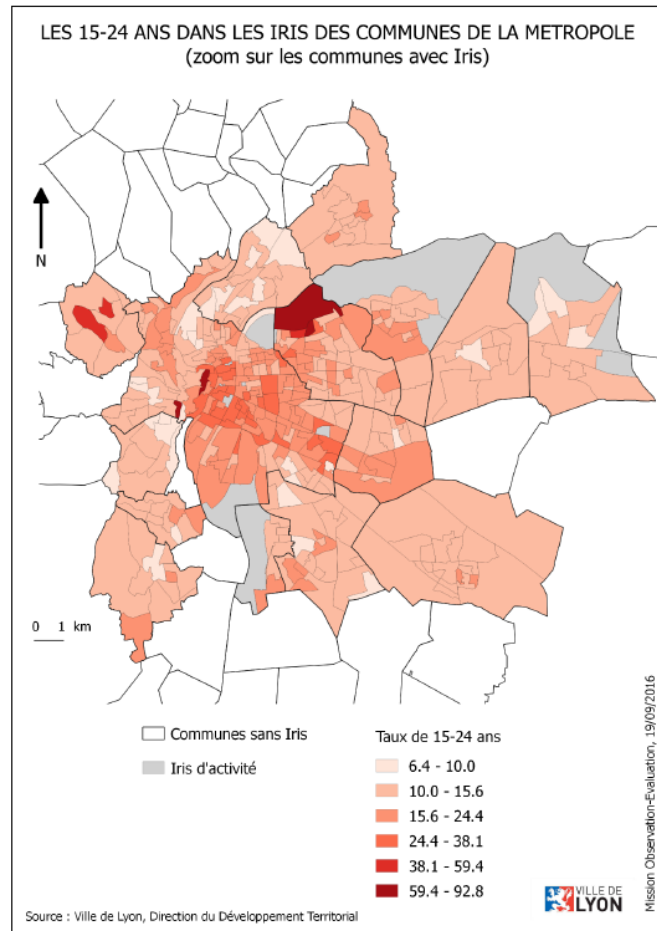 LES 15-24 ANS DANS LES IRIS DES COMMUNES DE LA METROPOLE
(zoom sur les communes avec Iris)
N
0 1 km
Communes sans Iris
Iris d'activité
Taux de 15-24 ans
6.4 - 10.0
10.0 - 15.6
15.6 - 24.4
24.4 - 38.1
38.1 - 59.4
59.4 - 92.8
Mission Observation-Evaluation, 19/09/2016
Source : Ville de Lyon, Direction du Développement Territorial
VILLE DE
LYON